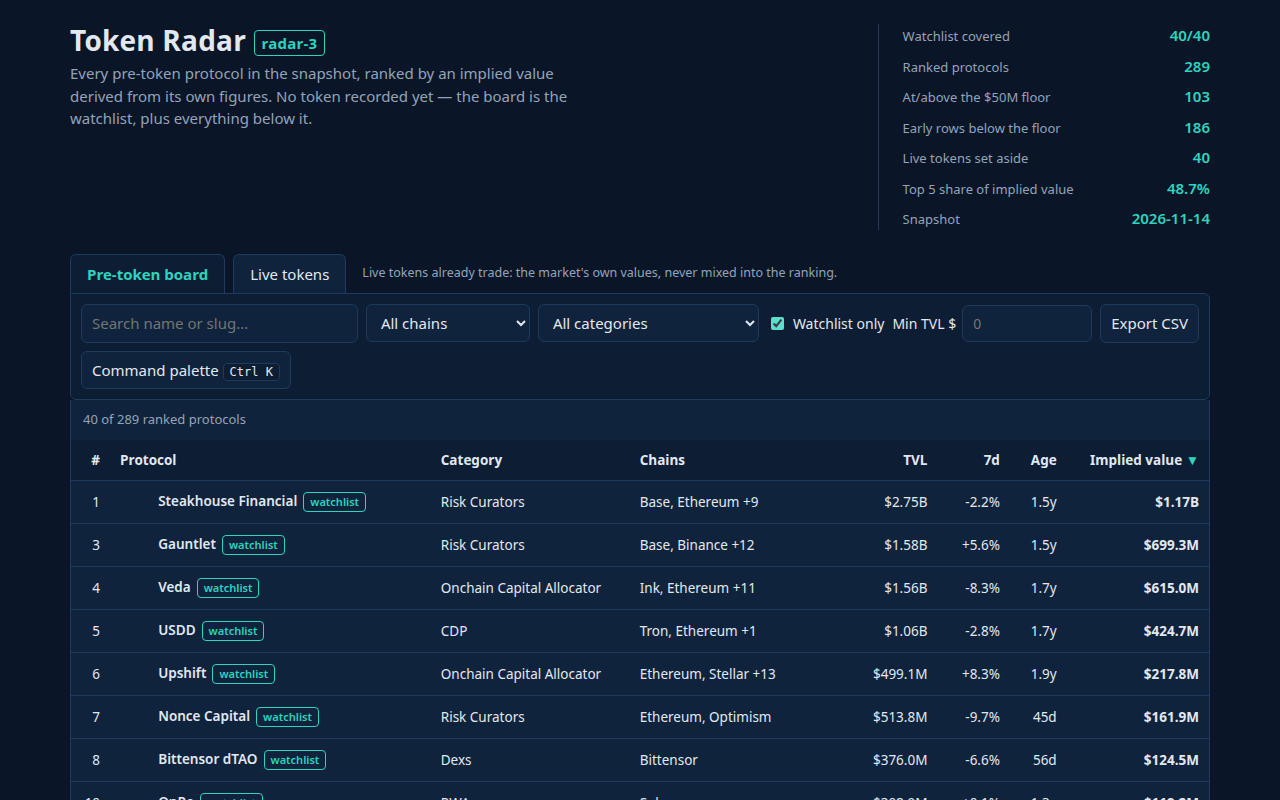 Token Radar radar-3
Every pre-token protocol in the snapshot, ranked by an implied value
derived from its own figures. No token recorded yet — the board is the
watchlist, plus everything below it.
Watchlist covered 40/40
Ranked protocols 289
At/above the $50M floor 103
Early rows below the floor 186
Live tokens set aside 40
Top 5 share of implied value 48.7%
Snapshot 2026-11-14
Pre-token board Live tokens Live tokens already trade: the market's own values, never mixed into the ranking.
Search name or slug... All chains All categories Watchlist only Min TVL $ 0 Export CSV
Command palette Ctrl K
40 of 289 ranked protocols
# Protocol Category Chains TVL 7d Age Implied value ▼
1 Steakhouse Financial watchlist Risk Curators Base, Ethereum +9 $2.75B -2.2% 1.5y $1.17B
3 Gauntlet watchlist Risk Curators Base, Binance +12 $1.58B +5.6% 1.5y $699.3M
4 Veda watchlist Onchain Capital Allocator Ink, Ethereum +11 $1.56B -8.3% 1.7y $615.0M
5 USDD watchlist CDP Tron, Ethereum +1 $1.06B -2.8% 1.7y $424.7M
6 Upshift watchlist Onchain Capital Allocator Ethereum, Stellar +13 $499.1M +8.3% 1.9y $217.8M
7 Nonce Capital watchlist Risk Curators Ethereum, Optimism $513.8M -9.7% 45d $161.9M
8 Bittensor dTAO watchlist Dexs Bittensor $376.0M -6.6% 56d $124.5M